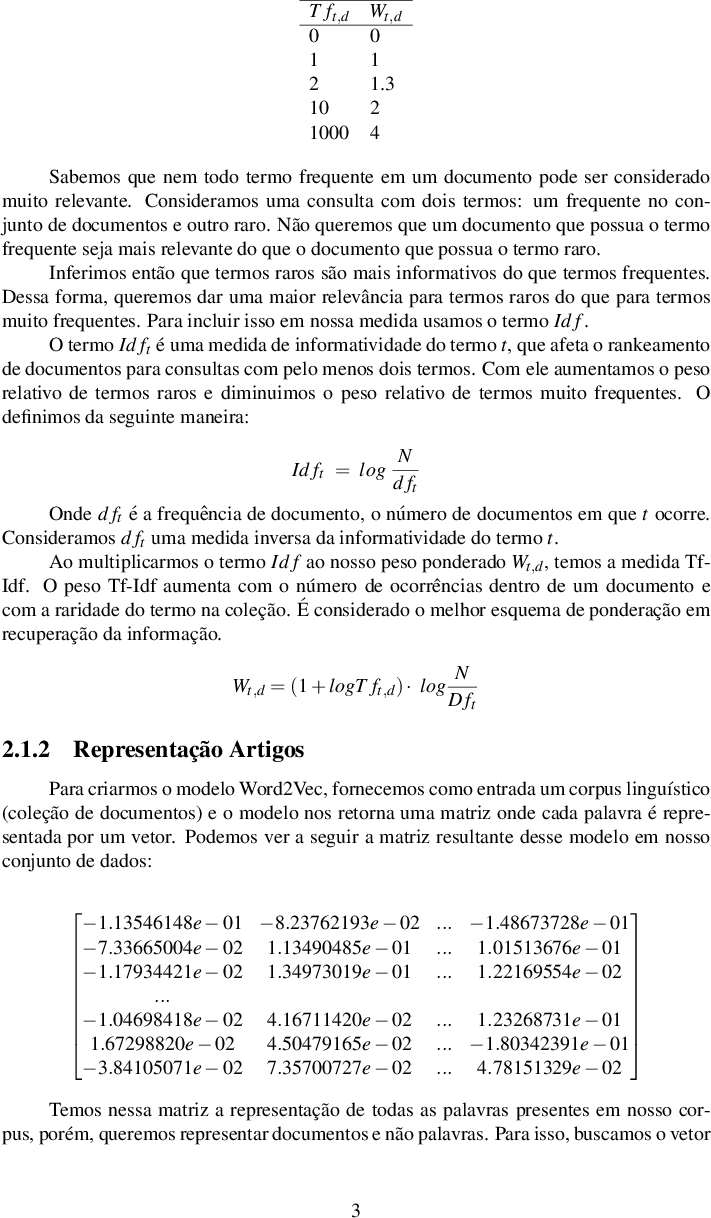 Tf_{t,d} W_{t,d}
0 0
1 1
2 1.3
10 2
1000 4
Sabemos que nem todo termo frequente em um documento pode ser considerado
muito relevante. Consideramos uma consulta com dois termos: um frequente no con-
junto de documentos e outro raro. Não queremos que um documento que possua o termo
frequente seja mais relevante do que o documento que possua o termo raro.
Inferimos então que termos raros são mais informativos do que termos frequentes.
Dessa forma, queremos dar uma maior relevância para termos raros do que para termos
muito frequentes. Para incluir isso em nossa medida usamos o termo Idf.
O termo Idf_t é uma medida de informatividade do termo t, que afeta o rankeamento
de documentos para consultas com pelo menos dois termos. Com ele aumentamos o peso
relativo de termos raros e diminuimos o peso relativo de termos muito frequentes. O
definimos da seguinte maneira:
Idf_t = log N/df_t
Onde df_t é a frequência de documento, o número de documentos em que t ocorre.
Consideramos df_t uma medida inversa da informatividade do termo t.
Ao multiplicarmos o termo Idf ao nosso peso ponderado W_{t,d}, temos a medida Tf-
Idf. O peso Tf-Idf aumenta com o número de ocorrências dentro de um documento e
com a raridade do termo na coleção. É considerado o melhor esquema de ponderação em
recuperação da informação.
W_{t,d} = (1 + logTf_{t,d}) · log N/Df_t
2.1.2 Representação Artigos
Para criarmos o modelo Word2Vec, fornecemos como entrada um corpus linguístico
(coleção de documentos) e o modelo nos retorna uma matriz onde cada palavra é repre-
sentada por um vetor. Podemos ver a seguir a matriz resultante desse modelo em nosso
conjunto de dados:
−1.13546148e − 01 −8.23762193e − 02 ... −1.48673728e − 01
−7.33665004e − 02 1.13490485e − 01 ... 1.01513676e − 01
−1.17934421e − 02 1.34973019e − 01 ... 1.22169554e − 02
...
−1.04698418e − 02 4.16711420e − 02 ... 1.23268731e − 01
1.67298820e − 02 4.50479165e − 02 ... −1.80342391e − 01
−3.84105071e − 02 7.35700727e − 02 ... 4.78151329e − 02
Temos nessa matriz a representação de todas as palavras presentes em nosso cor-
pus, porém, queremos representar documentos e não palavras. Para isso, buscamos o vetor
3